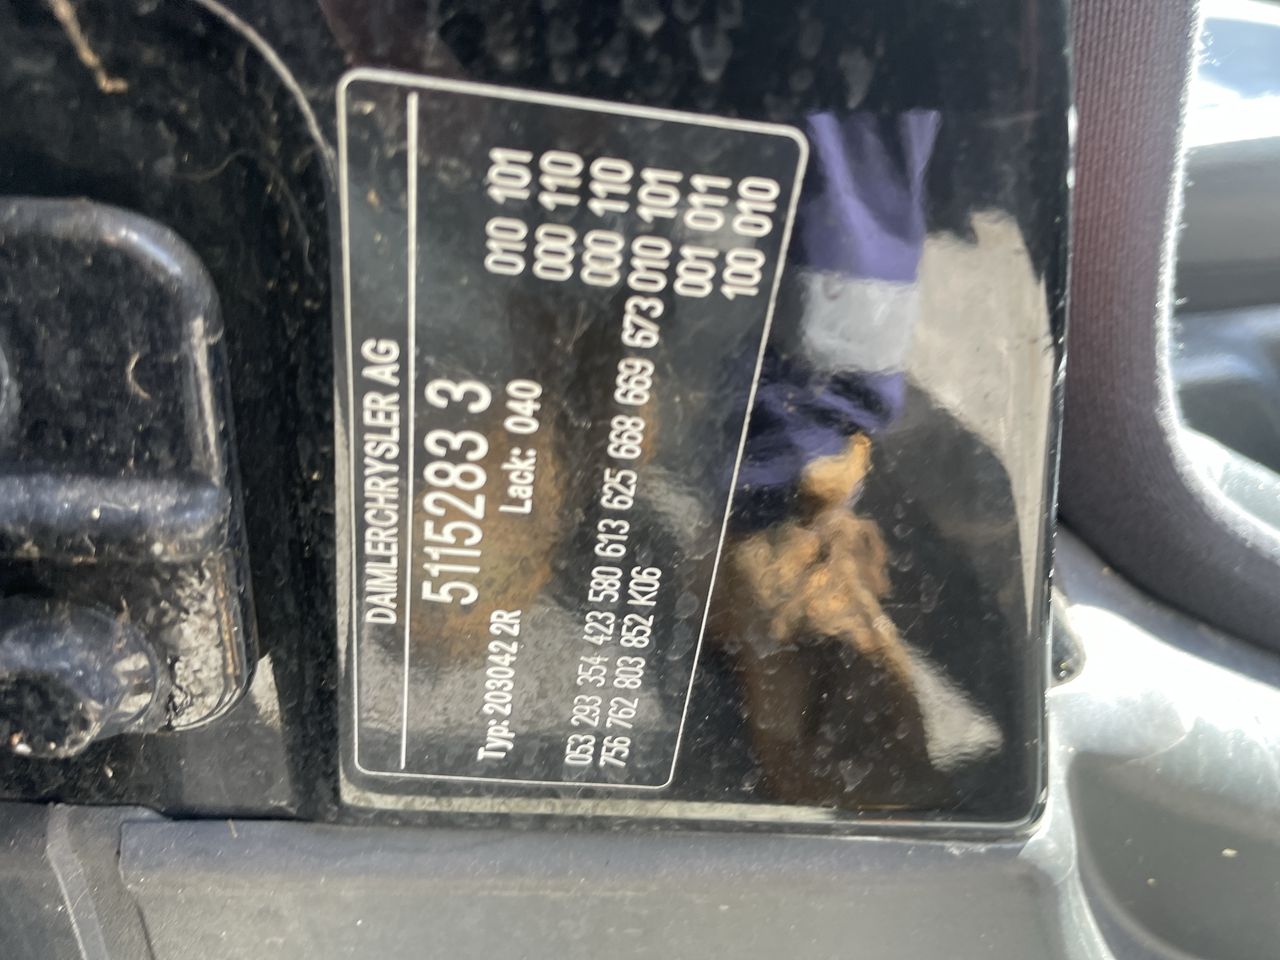 DAIMLERCHRYSLER AG
5115283 3
Typ: 203042 2R Lack: 040
053 293 354 423 580 613 625 668 669 673
756 762 803 852 K06
010 101
000 110
000 110
010 101
001 011
100 010